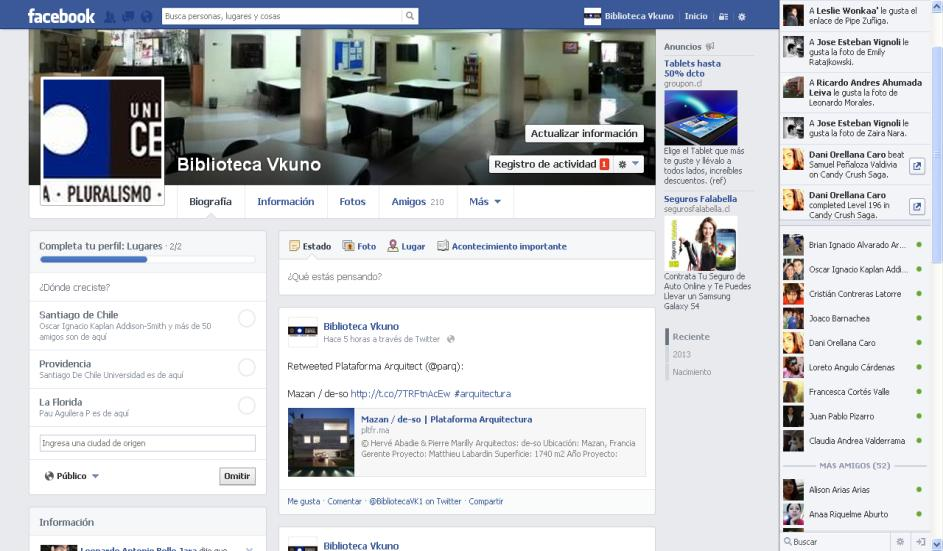 facebook
Busca personas, lugares y cosas
Biblioteca Vkuno
Inicio
UNI
CE
A · PLURALISMO ·
Biblioteca Vkuno
Actualizar información
Registro de actividad 1
Biografía
Información
Fotos
Amigos 210
Más
Completa tu perfil: Lugares · 2/2
¿Dónde creciste?
Santiago de Chile
Oscar Ignacio Kaplan Addison-Smith y más de 50
amigos son de aquí
Providencia
Santiago De Chile Universidad es de aquí
La Florida
Pau Aguilera P es de aquí
Ingresa una ciudad de origen
Público
Omitir
Información
Estado
Foto
Lugar
Acontecimiento importante
¿Qué estás pensando?
Biblioteca Vkuno
Hace 5 horas a través de Twitter
Retweeted Plataforma Arquitect (@parq):
Mazan / de-so http://t.co/7TRFtnAcEw #arquitectura
Mazan / de-so | Plataforma Arquitectura
pltfr.ma
© Hervé Abadie & Pierre Marilly Arquitectos: de-so Ubicación: Mazan, Francia
Gerente Proyecto: Matthieu Labardin Superficie: 1740 m2 Año Proyecto:
Me gusta · Comentar · @BibliotecaVK1 on Twitter · Compartir
Biblioteca Vkuno
Anuncios
Tablets hasta
50% dcto
groupon.cl
Elige el Tablet que más
te guste y llévalo a
todos lados, increíbles
descuentos. (ref)
Seguros Falabella
segurosfalabella.cl
Contrata Tu Seguro de
Auto Online y Te Puedes
Llevar un Samsung
Galaxy S4
Reciente
2013
Nacimiento
A Leslie Wonkaa' le gusta el
enlace de Pipe Zuñiga.
A Jose Esteban Vignoli le
gusta la foto de Emily
Ratajkowski.
A Ricardo Andres Ahumada
Leiva le gusta la foto de
Leonardo Morales.
A Jose Esteban Vignoli le
gusta la foto de Zaira Nara.
Dani Orellana Caro beat
Samuel Peñaloza Valdivia
on Candy Crush Saga.
Dani Orellana Caro
completed Level 196 in
Candy Crush Saga.
Brian Ignacio Alvarado Ar...
Oscar Ignacio Kaplan Addi...
Cristián Contreras Latorre
Joaco Barnachea
Dani Orellana Caro
Loreto Angulo Cárdenas
Francesca Cortés Valle
Juan Pablo Pizarro
Claudia Andrea Valderrama
MÁS AMIGOS (52)
Alison Arias Arias
Anaa Riquelme Aburto
Buscar